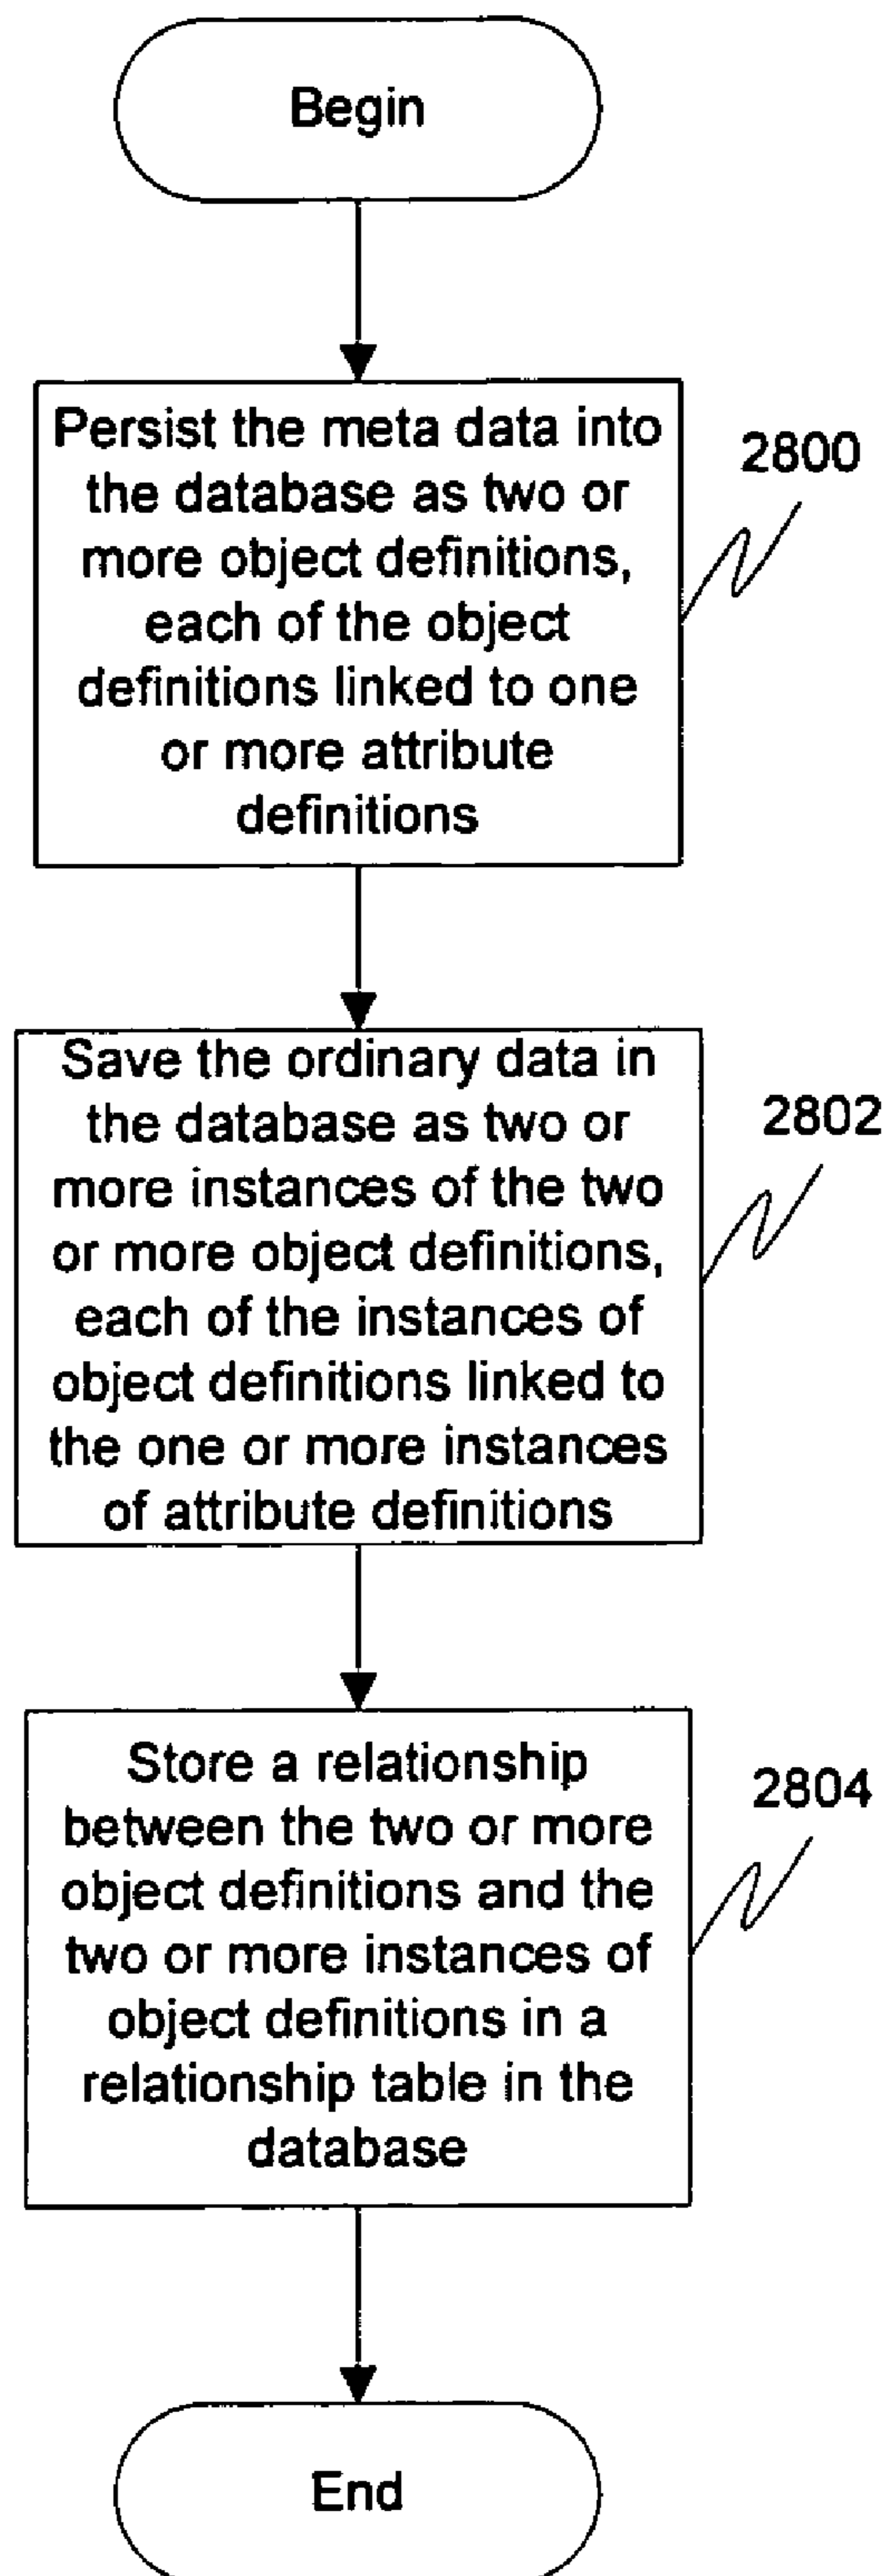 Begin
Persist the meta data into
the database as two or
more object definitions,
each of the object
definitions linked to one
or more attribute
definitions
2800
Save the ordinary data in
the database as two or
more instances of the two
or more object definitions,
each of the instances of
object definitions linked to
the one or more instances
of attribute definitions
2802
Store a relationship
between the two or more
object definitions and the
two or more instances of
object definitions in a
relationship table in the
database
2804
End